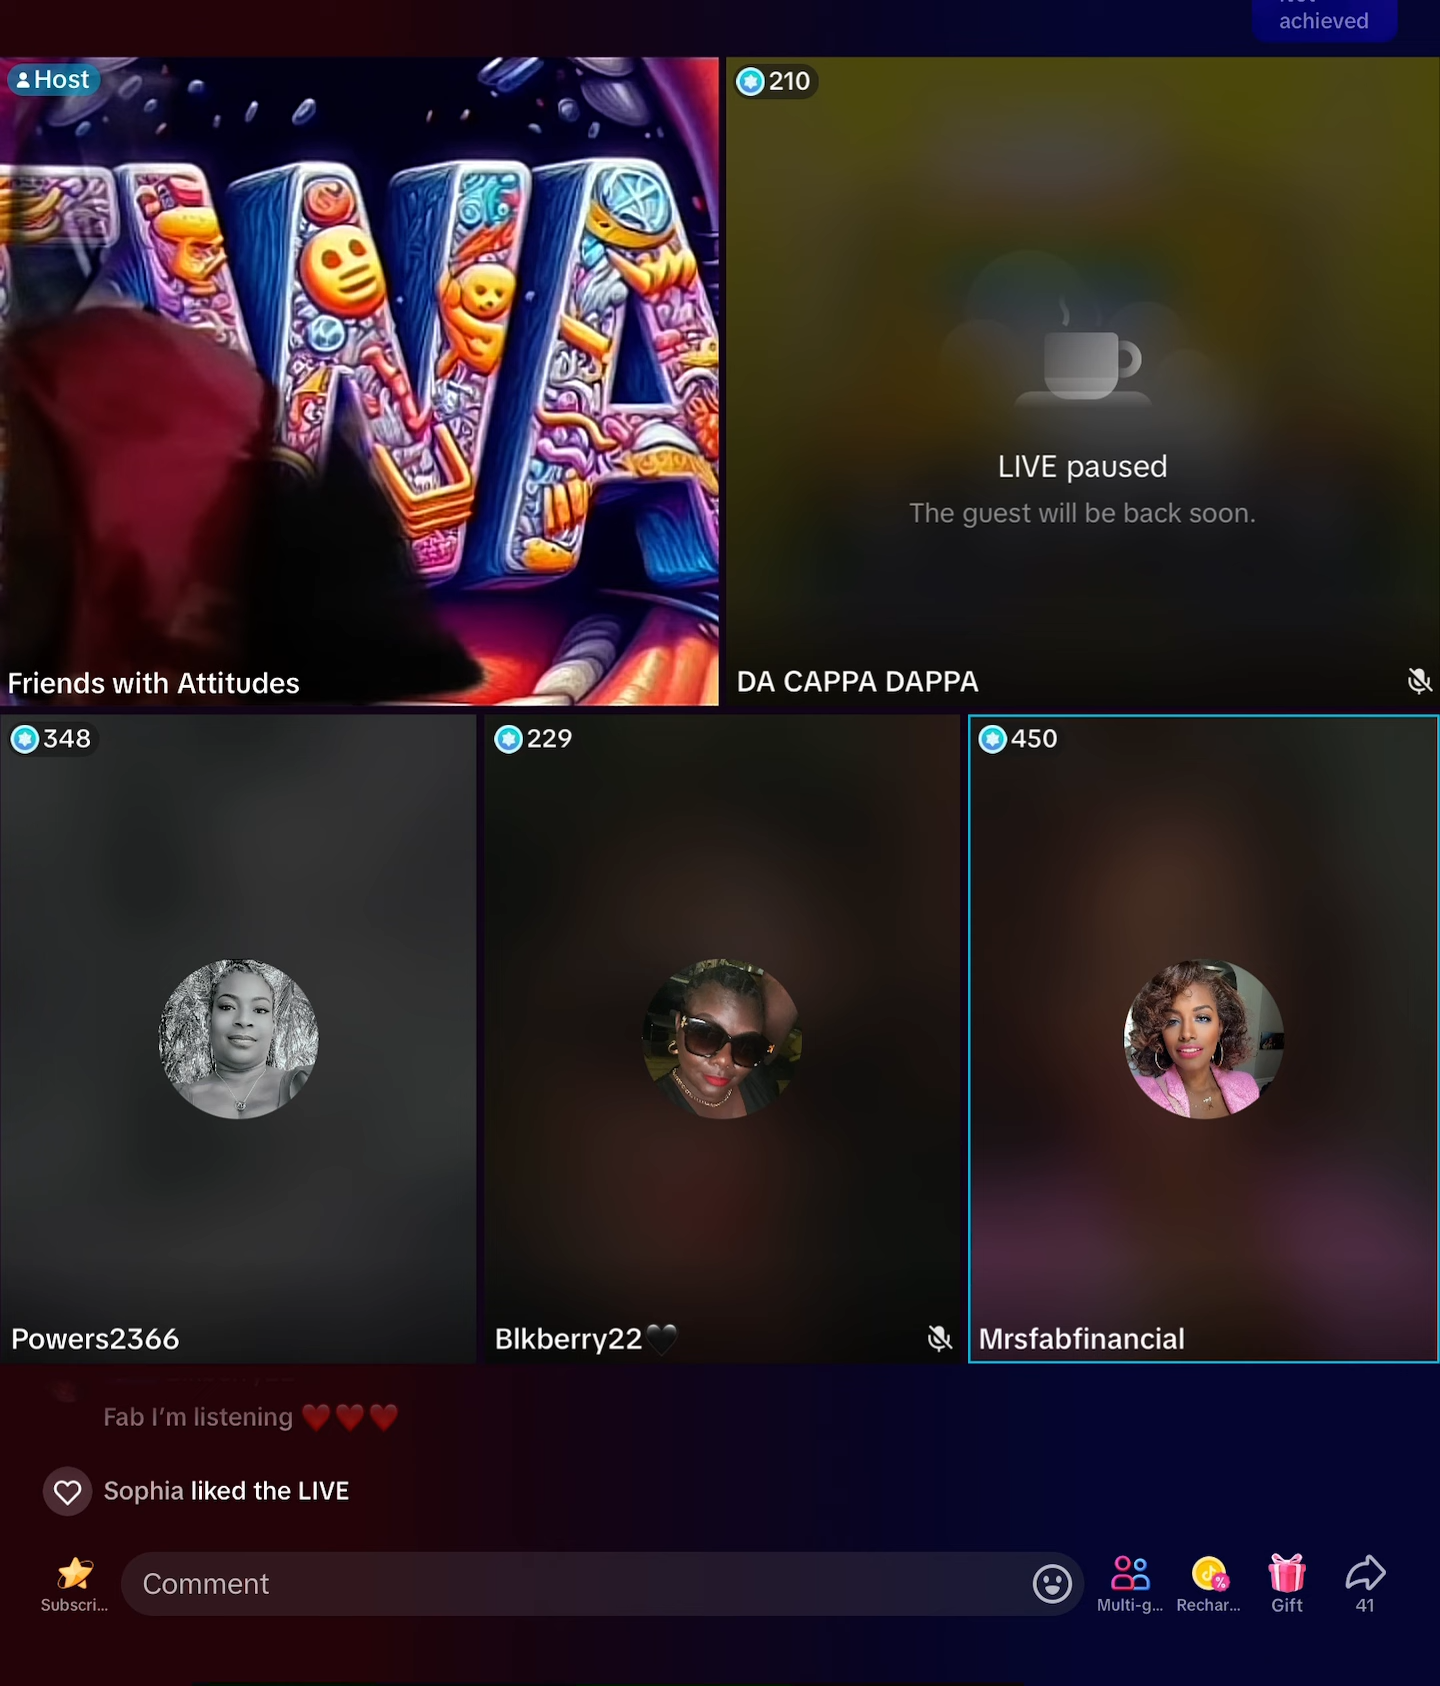 achieved
Host
210
LIVE paused
The guest will be back soon.
Friends with Attitudes
DA CAPPA DAPPA
348
229
450
Powers2366
Blkberry22🖤
Mrsfabfinancial
Fab I'm listening ❤️❤️❤️
Sophia liked the LIVE
Comment
Subscri...
Multi-g...
Rechar...
Gift
41